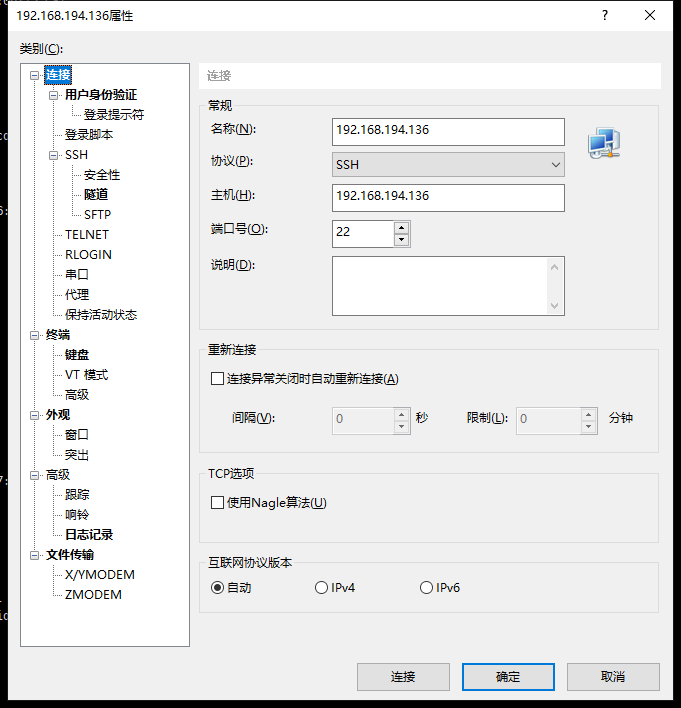 192.168.194.136属性
类别(C):
连接
用户身份验证
登录提示符
登录脚本
SSH
安全性
隧道
SFTP
TELNET
RLOGIN
串口
代理
保持活动状态
终端
键盘
VT 模式
高级
外观
窗口
突出
高级
跟踪
响铃
日志记录
文件传输
X/YMODEM
ZMODEM
连接
常规
名称(N): 192.168.194.136
协议(P): SSH
主机(H): 192.168.194.136
端口号(O): 22
说明(D):
重新连接
连接异常关闭时自动重新连接(A)
间隔(V): 0 秒 限制(L): 0 分钟
TCP选项
使用Nagle算法(U)
互联网协议版本
自动 IPv4 IPv6
连接 确定 取消